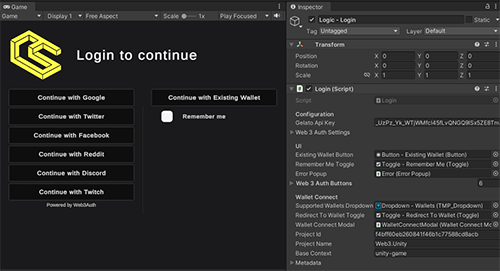 Game
Game
Display 1
Free Aspect
Scale
1x
Play Focused
Login to continue
Continue with Google
Continue with Twitter
Continue with Facebook
Continue with Reddit
Continue with Discord
Continue with Twitch
Powered by Web3Auth
Continue with Existing Wallet
Remember me
Inspector
Logic - Login
Static
Tag Untagged
Layer Default
Transform
Position X 0 Y 0 Z 0
Rotation X 0 Y 0 Z 0
Scale X 1 Y 1 Z 1
Login (Script)
Script Login
Configuration
Gelato Api Key
Web 3 Auth Settings
UI
Existing Wallet Button Button - Existing Wallet (Button)
Remember Me Toggle Toggle - Remember Me (Toggle)
Error Popup Error (Error Popup)
Web 3 Auth Buttons 6
Wallet Connect
Supported Wallets Dropdown Dropdown - Wallets (TMP_Dropdown)
Redirect To Wallet Toggle Toggle - Redirect To Wallet (Toggle)
WalletConnectModal WalletConnectModal (Wallet Connect Mo
Project Id f4bff60eb260841f46b1c77588cd8acb
Project Name Web3.Unity
Base Context unity-game
Metadata